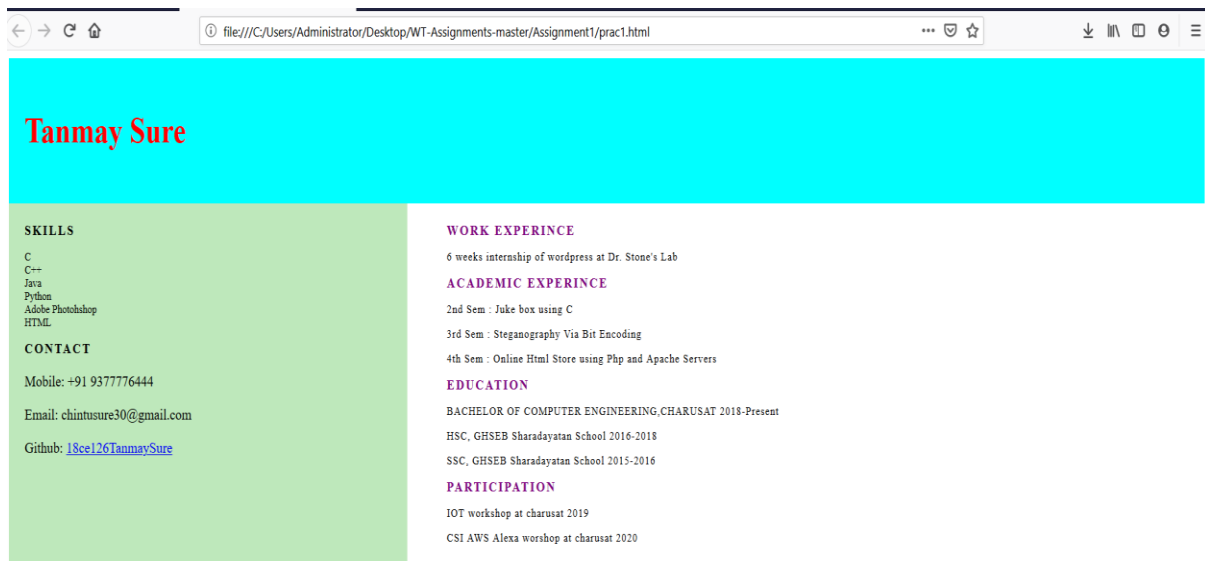 file:///C:/Users/Administrator/Desktop/WT-Assignments-master/Assignment1/prac1.html
Tanmay Sure
SKILLS
C
C++
Java
Python
Adobe Photohshop
HTML
CONTACT
Mobile: +91 9377776444
Email: chintusure30@gmail.com
Github: 18ce126TanmaySure
WORK EXPERINCE
6 weeks internship of wordpress at Dr. Stone's Lab
ACADEMIC EXPERINCE
2nd Sem : Juke box using C
3rd Sem : Steganography Via Bit Encoding
4th Sem : Online Html Store using Php and Apache Servers
EDUCATION
BACHELOR OF COMPUTER ENGINEERING,CHARUSAT 2018-Present
HSC, GHSEB Sharadayatan School 2016-2018
SSC, GHSEB Sharadayatan School 2015-2016
PARTICIPATION
IOT workshop at charusat 2019
CSI AWS Alexa worshop at charusat 2020